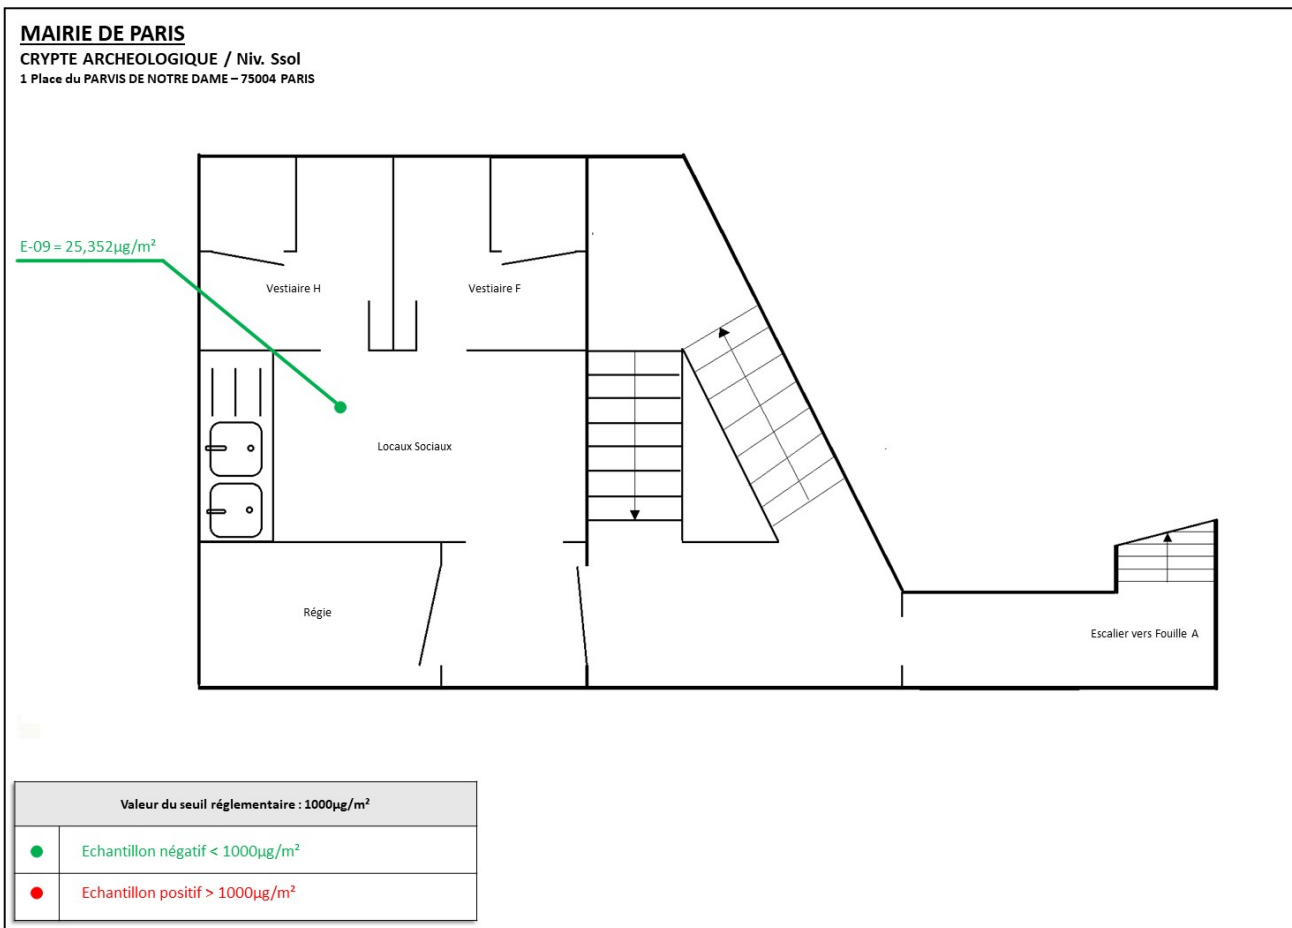 MAIRIE DE PARIS
CRYPTE ARCHEOLOGIQUE / Niv. Ssol
1 Place du PARVIS DE NOTRE DAME – 75004 PARIS
E-09 = 25,352µg/m²
Vestiaire H
Vestiaire F
Locaux Sociaux
Régie
Escalier vers Fouille A
Valeur du seuil réglementaire : 1000µg/m²
Echantillon négatif < 1000µg/m²
Echantillon positif > 1000µg/m²